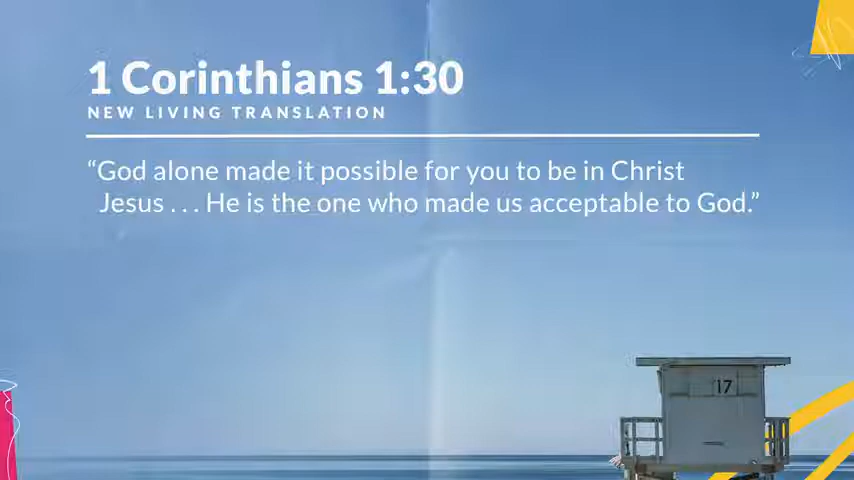 1 Corinthians 1:30
NEW LIVING TRANSLATION
“God alone made it possible for you to be in Christ
Jesus . . . He is the one who made us acceptable to God.”
17